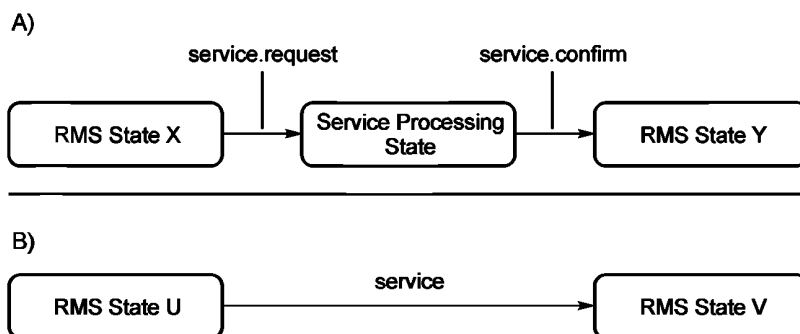 A)
service.request
service.confirm
RMS State X
Service Processing
State
RMS State Y
B)
service
RMS State U
RMS State V